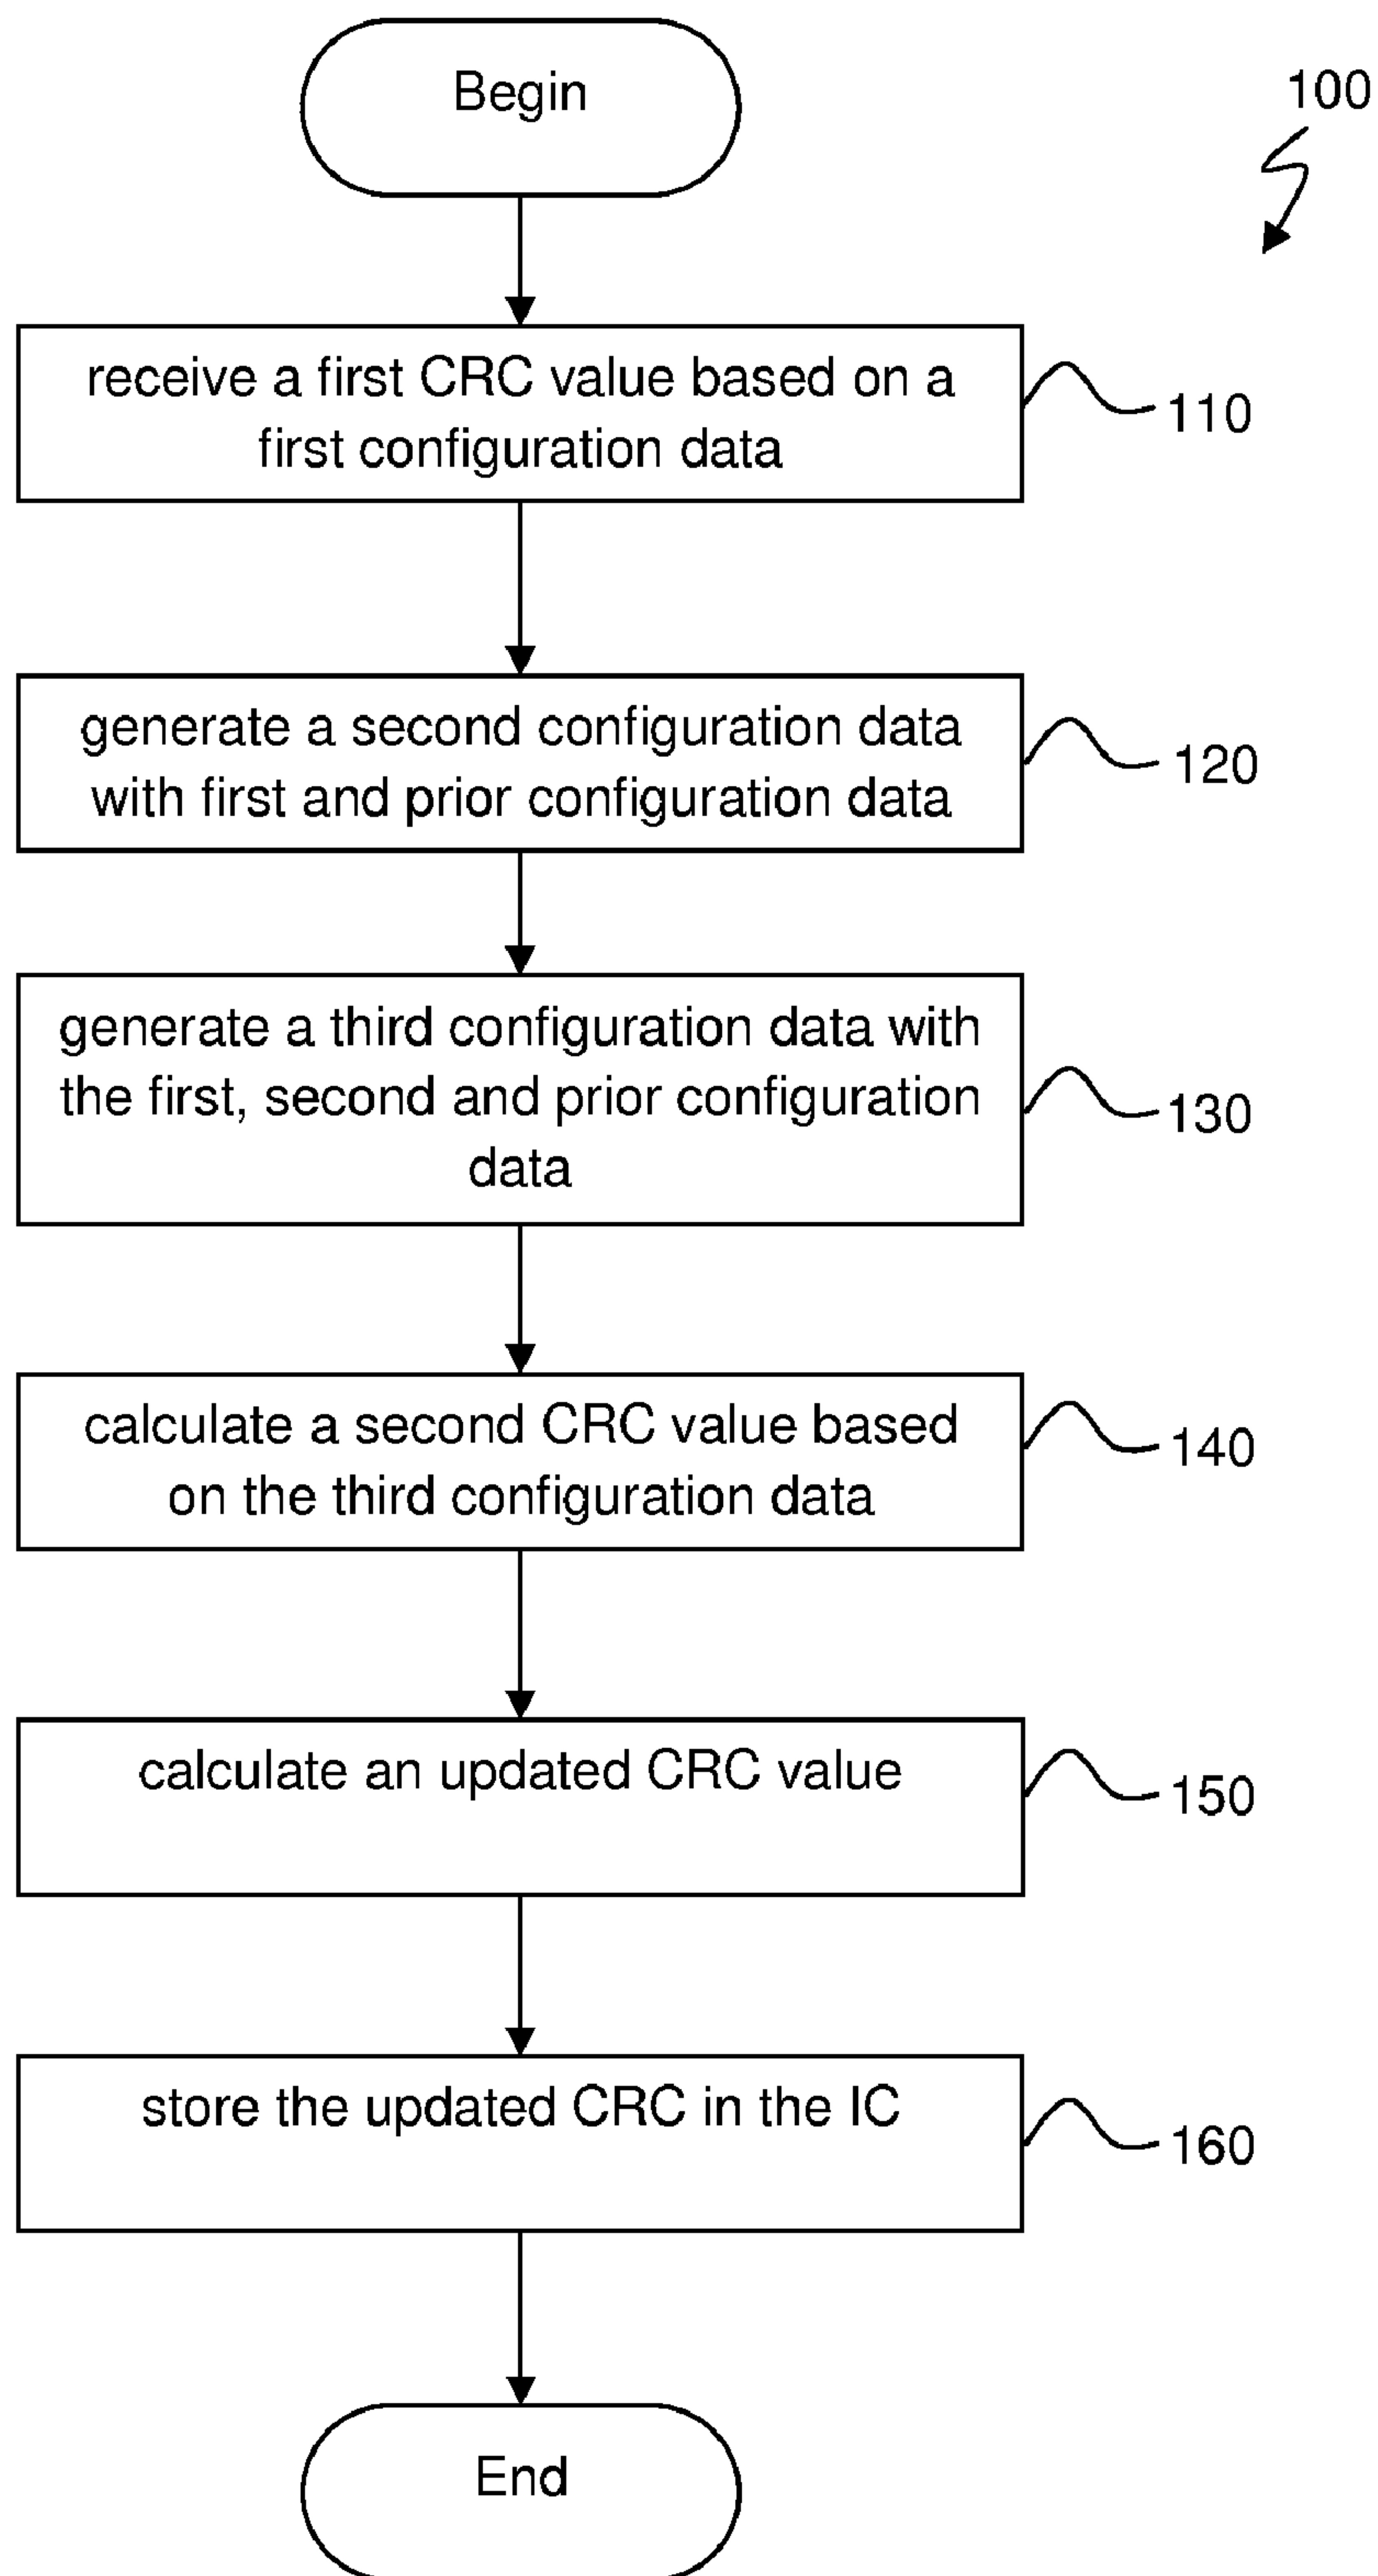 Begin
100
receive a first CRC value based on a
first configuration data
110
generate a second configuration data
with first and prior configuration data
120
generate a third configuration data with
the first, second and prior configuration
data
130
calculate a second CRC value based
on the third configuration data
140
calculate an updated CRC value
150
store the updated CRC in the IC
160
End